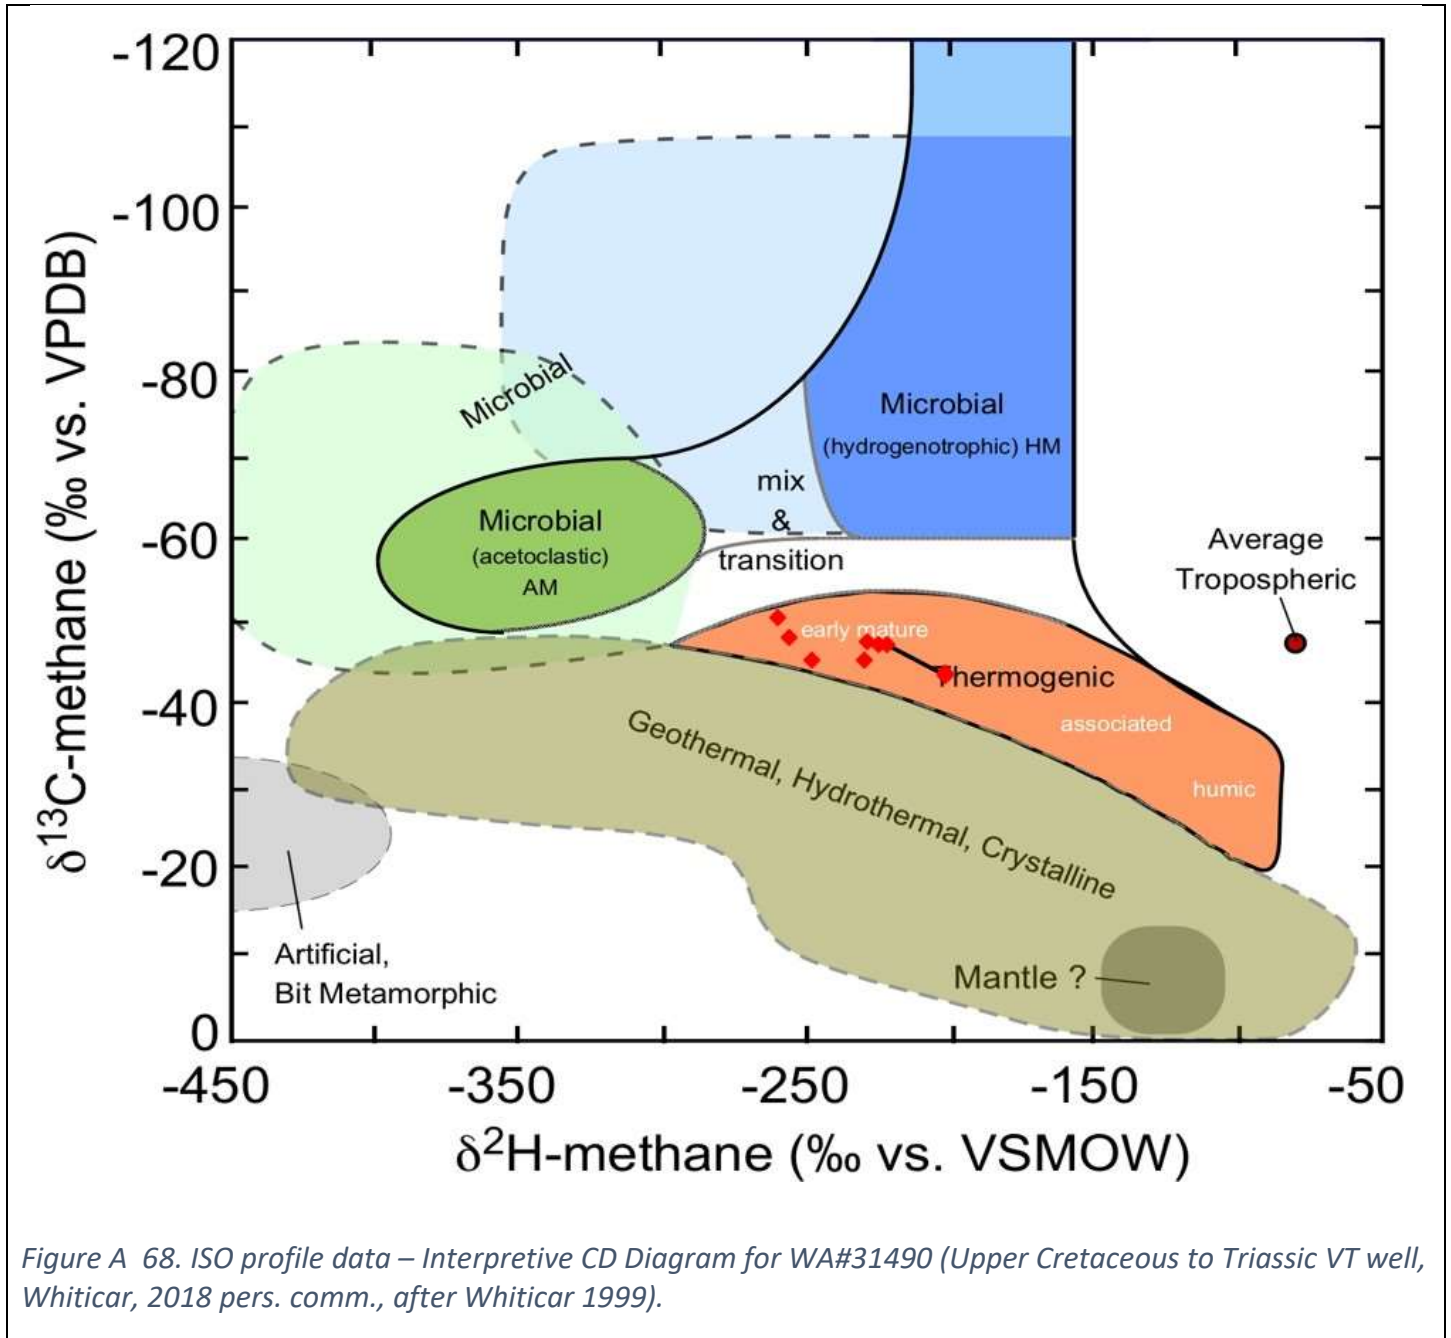 -120
-100
-80
-60
-40
-20
0
δ13C-methane (‰ vs. VPDB)
Microbial
Microbial
(hydrogenotrophic) HM
mix
&
transition
Microbial
(acetoclastic)
AM
Average
Tropospheric
early mature
Thermogenic
associated
humic
Geothermal, Hydrothermal, Crystalline
Artificial,
Bit Metamorphic
Mantle ?
-450
-350
-250
-150
-50
δ2H-methane (‰ vs. VSMOW)
Figure A 68. ISO profile data – Interpretive CD Diagram for WA#31490 (Upper Cretaceous to Triassic VT well,
Whiticar, 2018 pers. comm., after Whiticar 1999).